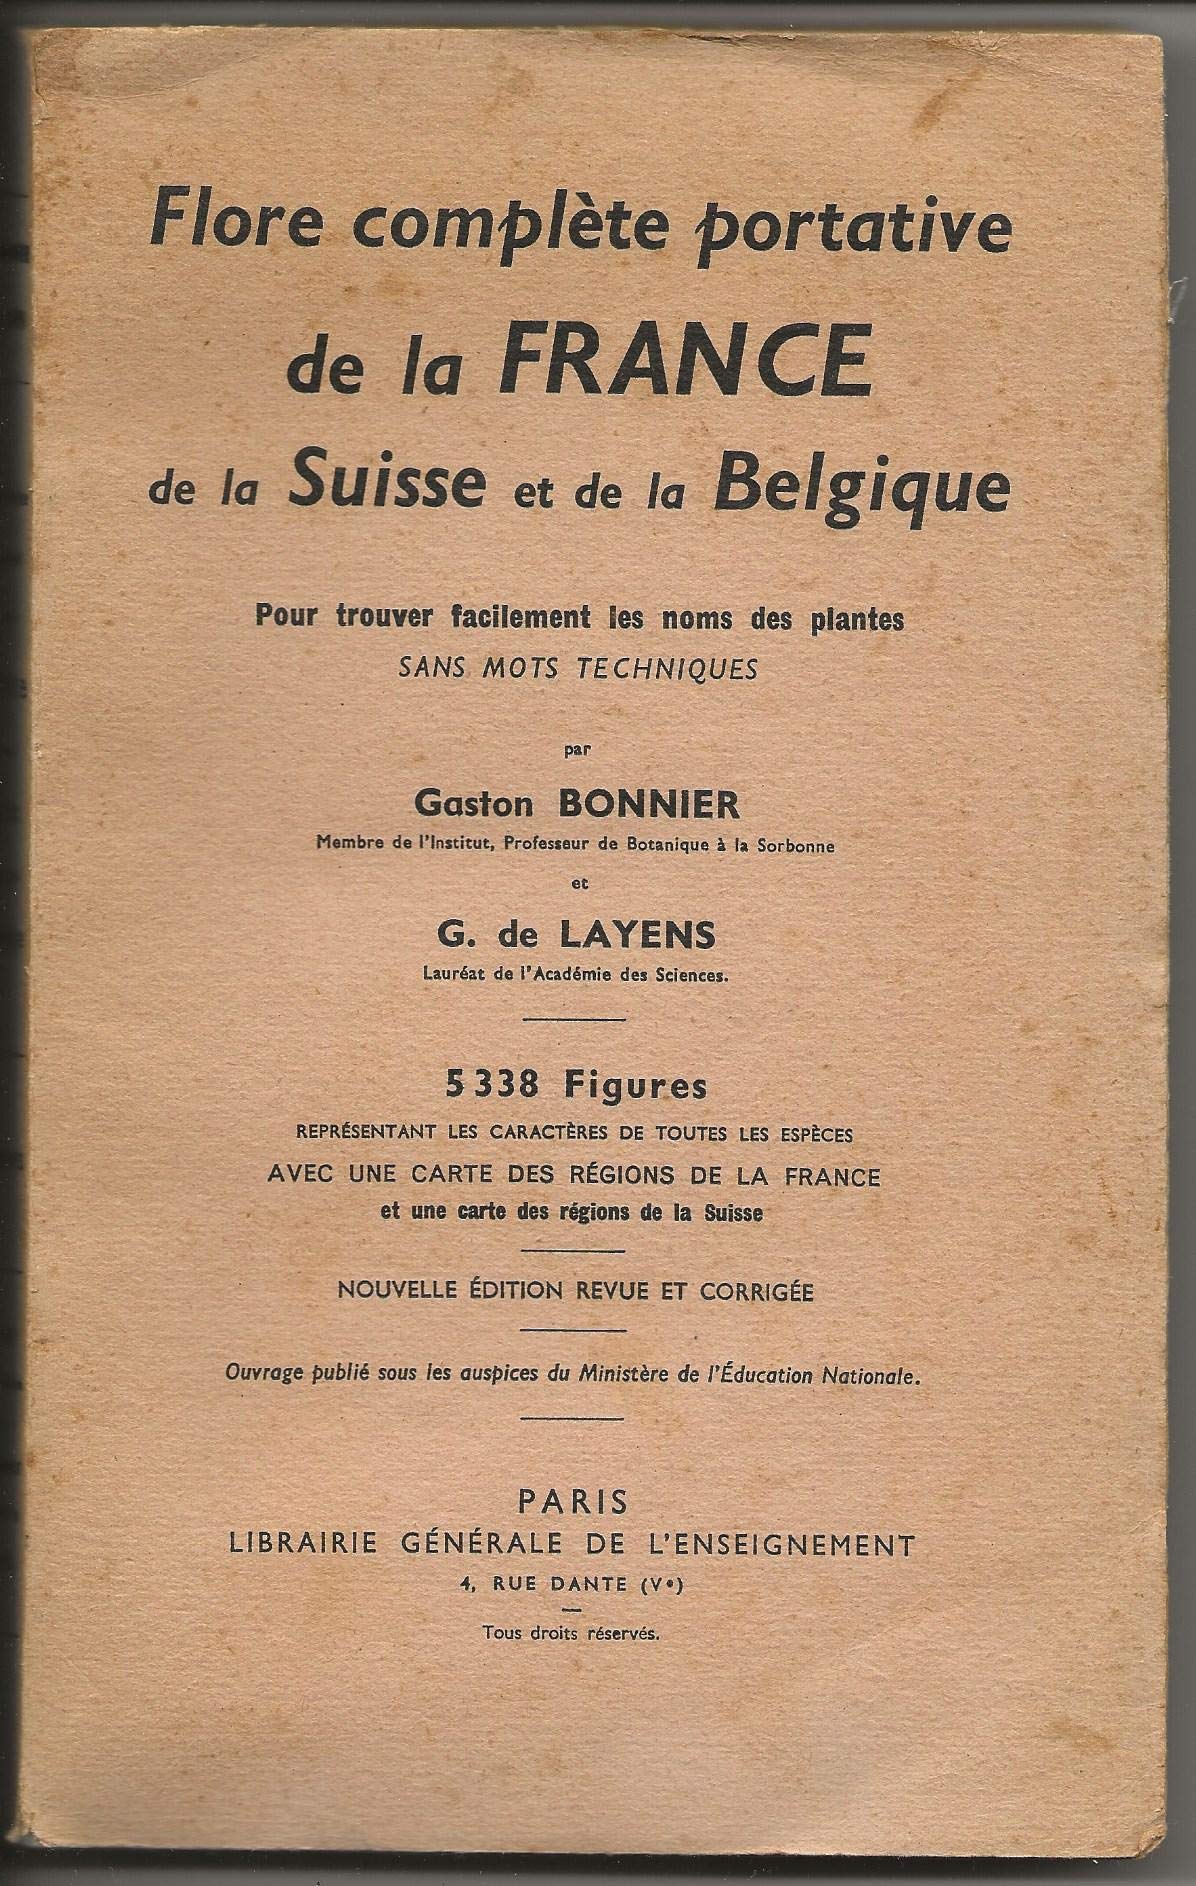 Flore complète portative
de la FRANCE
de la Suisse et de la Belgique
Pour trouver facilement les noms des plantes
SANS MOTS TECHNIQUES
par
Gaston BONNIER
Membre de l'Institut, Professeur de Botanique à la Sorbonne
et
G. de LAYENS
Lauréat de l'Académie des Sciences.
5 338 Figures
REPRÉSENTANT LES CARACTÈRES DE TOUTES LES ESPÈCES
AVEC UNE CARTE DES RÉGIONS DE LA FRANCE
et une carte des régions de la Suisse
NOUVELLE ÉDITION REVUE ET CORRIGÉE
Ouvrage publié sous les auspices du Ministère de l'Éducation Nationale.
PARIS
LIBRAIRIE GÉNÉRALE DE L'ENSEIGNEMENT
4, RUE DANTE (Ve)
Tous droits réservés.